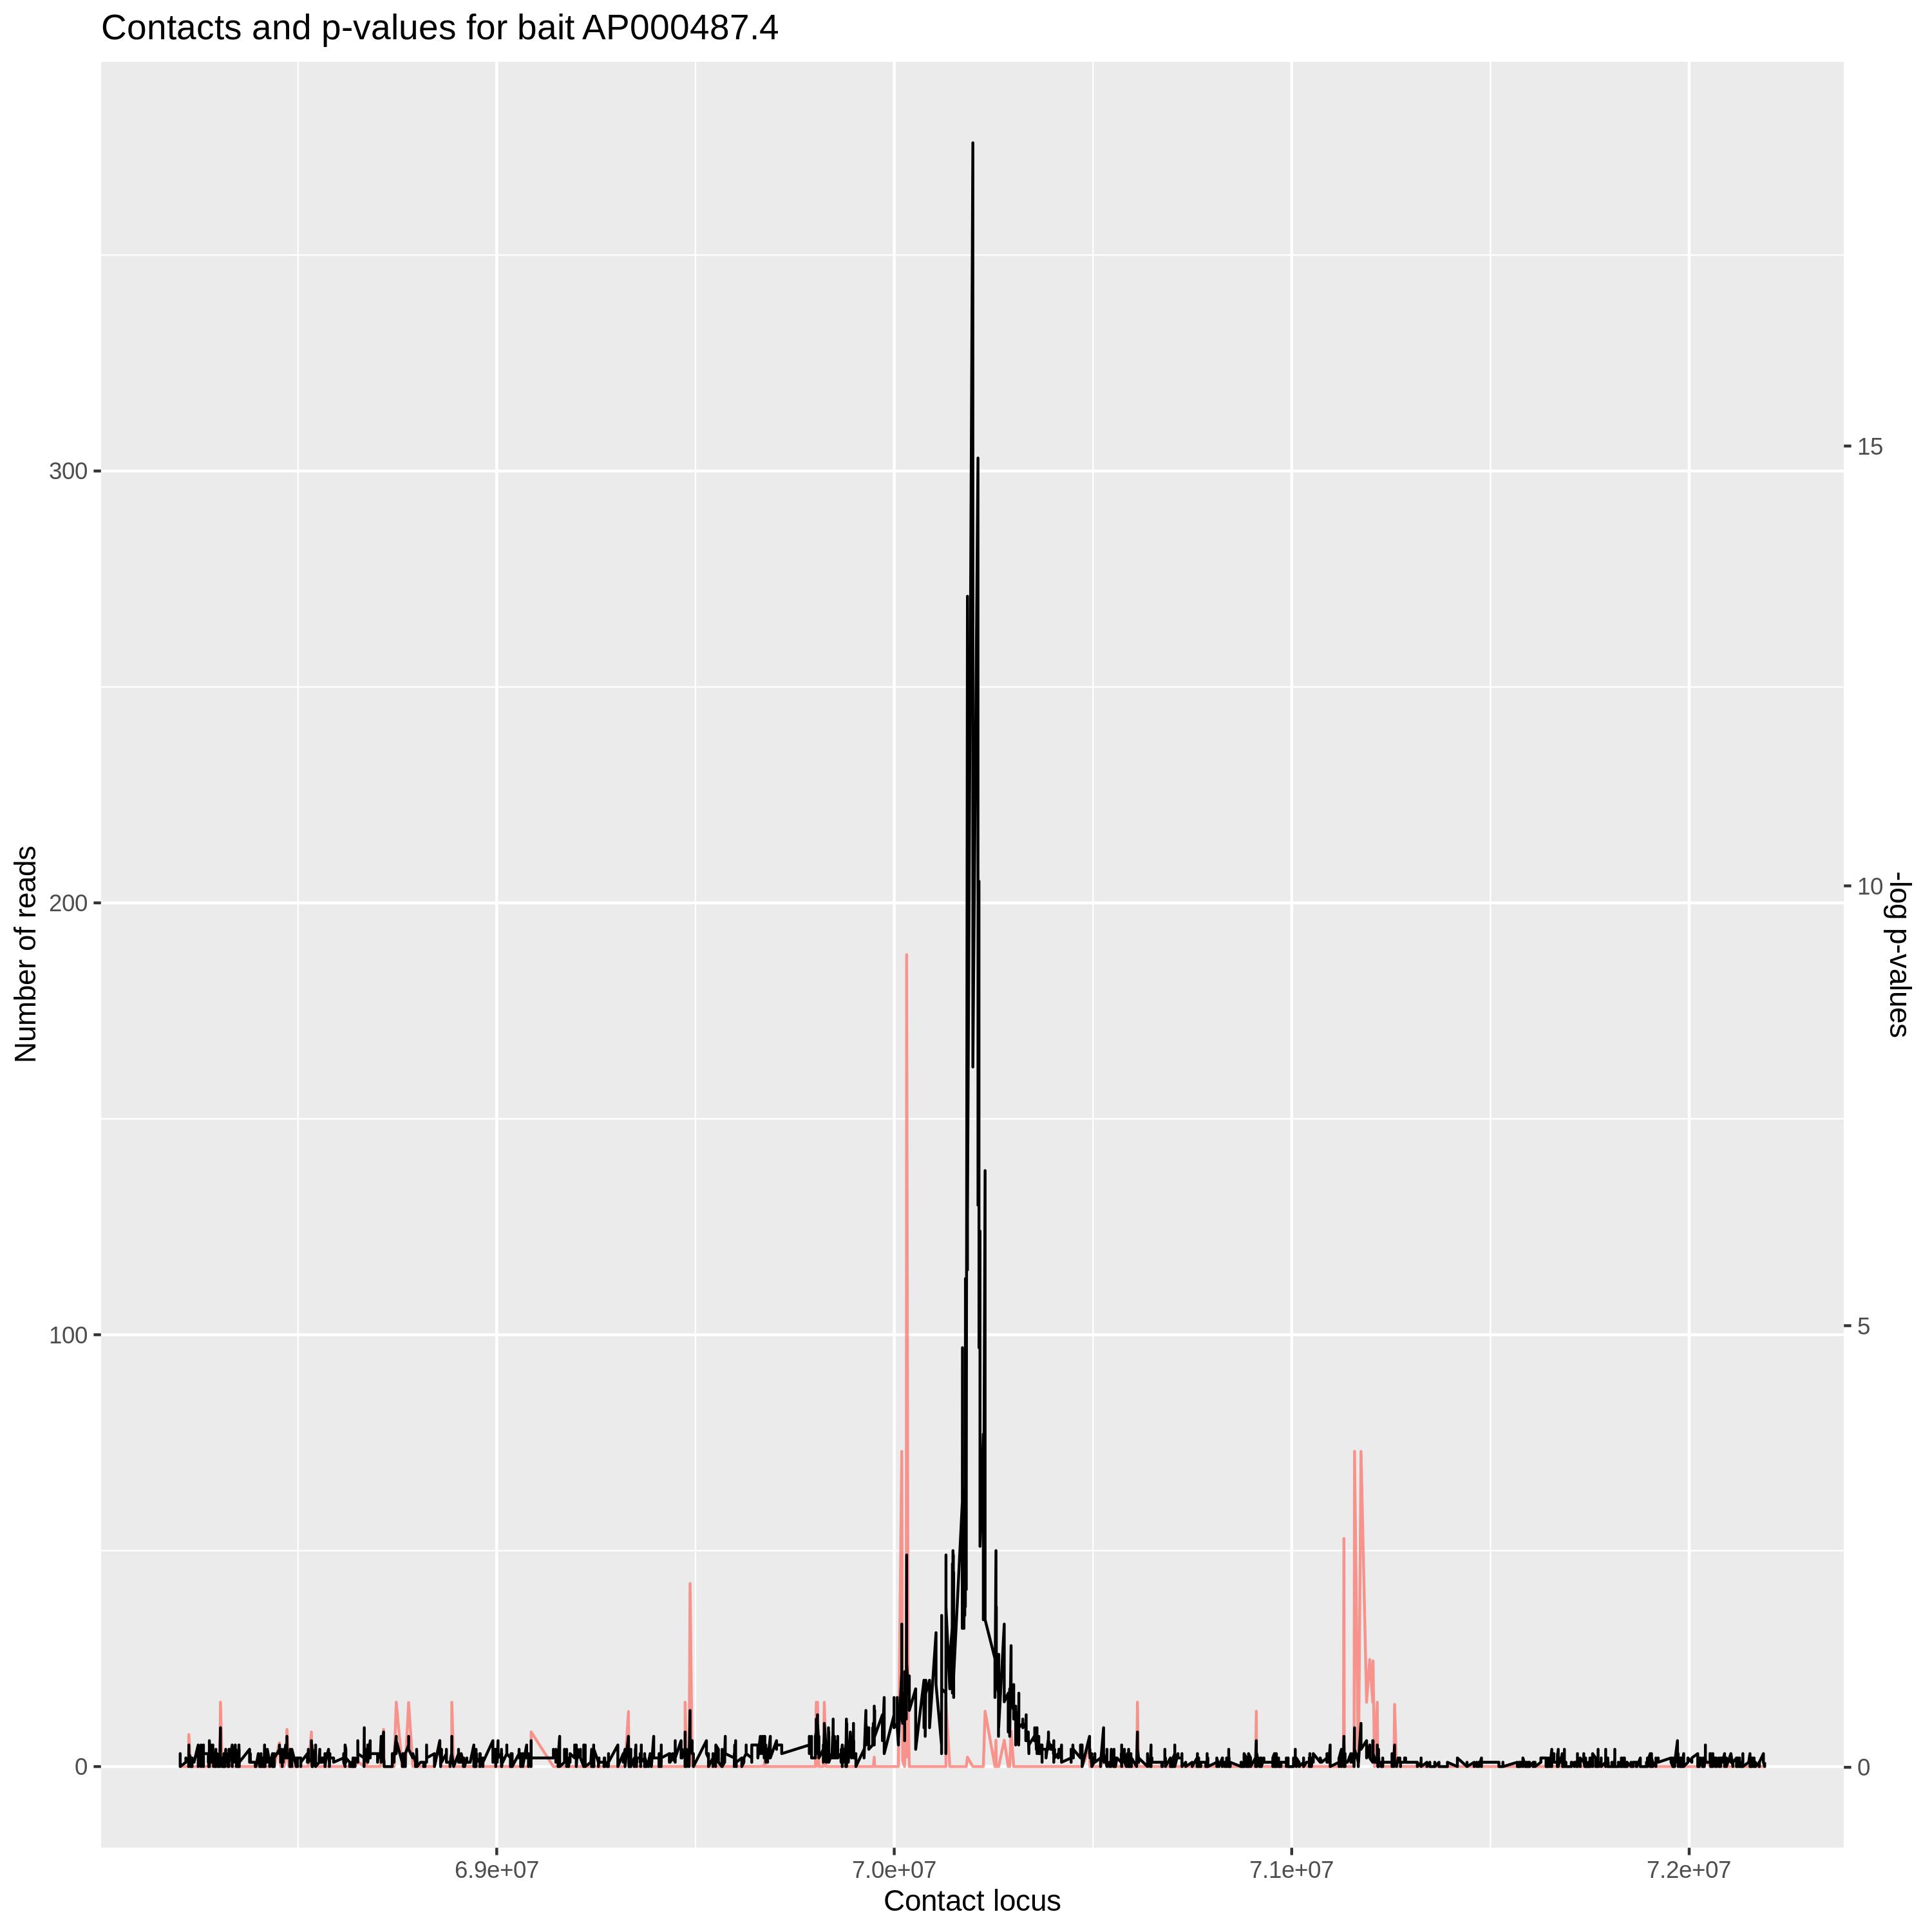 Contacts and p-values for bait AP000487.4
Number of reads
300
200
100
0
15
10
5
0
-log p-values
6.9e+07
7.0e+07
7.1e+07
7.2e+07
Contact locus